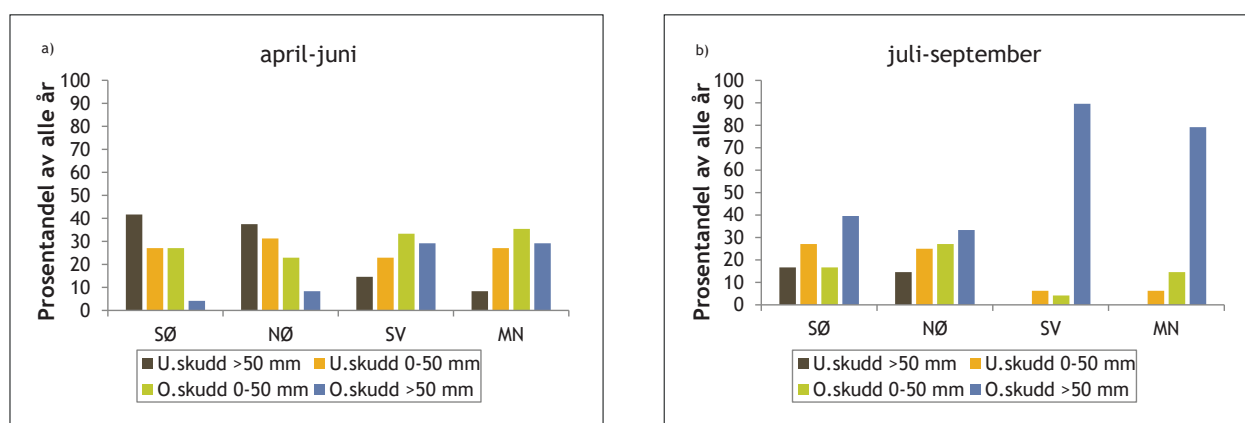 a)
april-juni
Prosentandel av alle år
100
90
80
70
60
50
40
30
20
10
0
SØ NØ SV MN
U.skudd >50 mm U.skudd 0-50 mm
O.skudd 0-50 mm O.skudd >50 mm
b)
juli-september
Prosentandel av alle år
100
90
80
70
60
50
40
30
20
10
0
SØ NØ SV MN
U.skudd >50 mm U.skudd 0-50 mm
O.skudd 0-50 mm O.skudd >50 mm